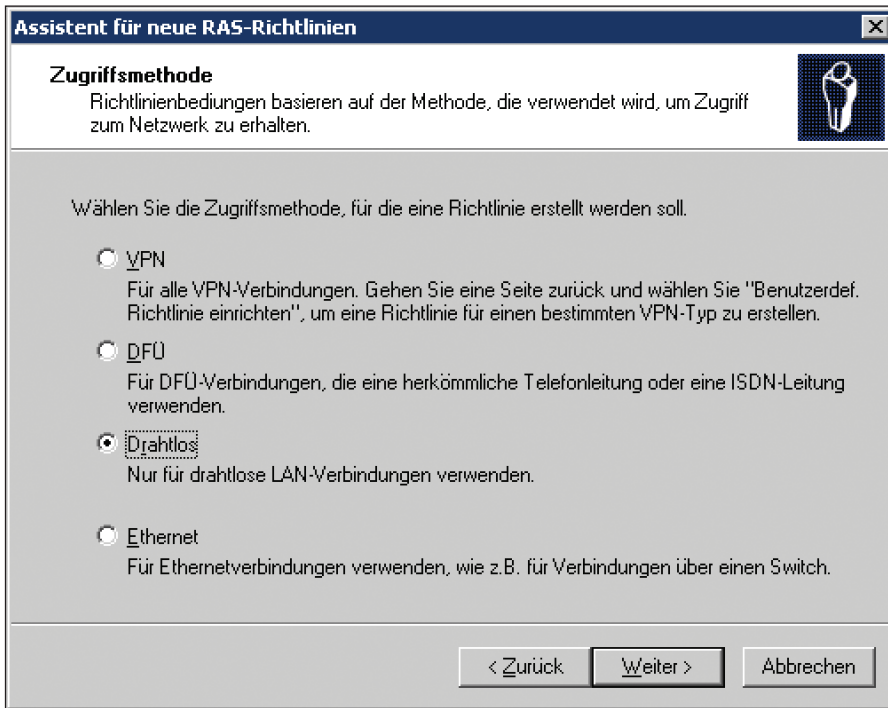 Assistent für neue RAS-Richtlinien
Zugriffsmethode
Richtlinienbediungen basieren auf der Methode, die verwendet wird, um Zugriff
zum Netzwerk zu erhalten.
Wählen Sie die Zugriffsmethode, für die eine Richtlinie erstellt werden soll.
VPN
Für alle VPN-Verbindungen. Gehen Sie eine Seite zurück und wählen Sie "Benutzerdef.
Richtlinie einrichten", um eine Richtlinie für einen bestimmten VPN-Typ zu erstellen.
DFÜ
Für DFÜ-Verbindungen, die eine herkömmliche Telefonleitung oder eine ISDN-Leitung
verwenden.
Drahtlos
Nur für drahtlose LAN-Verbindungen verwenden.
Ethernet
Für Ethernetverbindungen verwenden, wie z.B. für Verbindungen über einen Switch.
< Zurück Weiter > Abbrechen